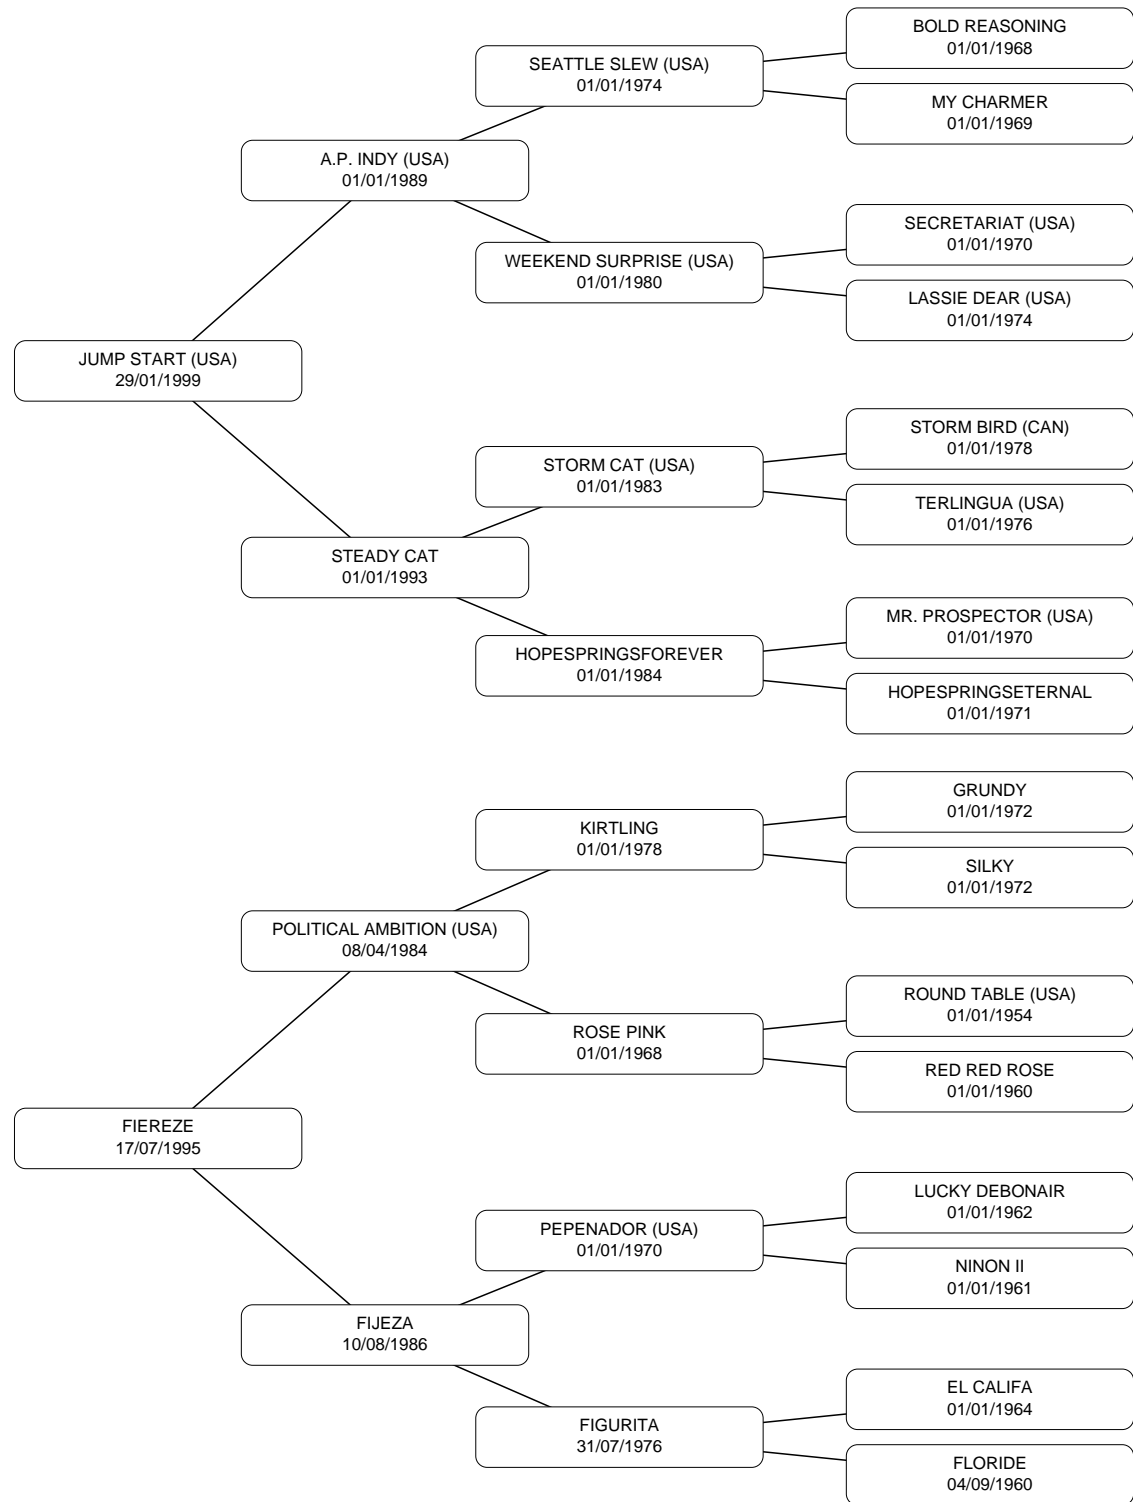 BOLD REASONING
01/01/1968
SEATTLE SLEW (USA)
01/01/1974
MY CHARMER
01/01/1969
A.P. INDY (USA)
01/01/1989
SECRETARIAT (USA)
01/01/1970
WEEKEND SURPRISE (USA)
01/01/1980
LASSIE DEAR (USA)
01/01/1974
JUMP START (USA)
29/01/1999
STORM BIRD (CAN)
01/01/1978
STORM CAT (USA)
01/01/1983
TERLINGUA (USA)
01/01/1976
STEADY CAT
01/01/1993
MR. PROSPECTOR (USA)
01/01/1970
HOPESPRINGSFOREVER
01/01/1984
HOPESPRINGSETERNAL
01/01/1971
GRUNDY
01/01/1972
KIRTLING
01/01/1978
SILKY
01/01/1972
POLITICAL AMBITION (USA)
08/04/1984
ROUND TABLE (USA)
01/01/1954
ROSE PINK
01/01/1968
RED RED ROSE
01/01/1960
FIEREZE
17/07/1995
LUCKY DEBONAIR
01/01/1962
PEPENADOR (USA)
01/01/1970
NINON II
01/01/1961
FIJEZA
10/08/1986
EL CALIFA
01/01/1964
FIGURITA
31/07/1976
FLORIDE
04/09/1960